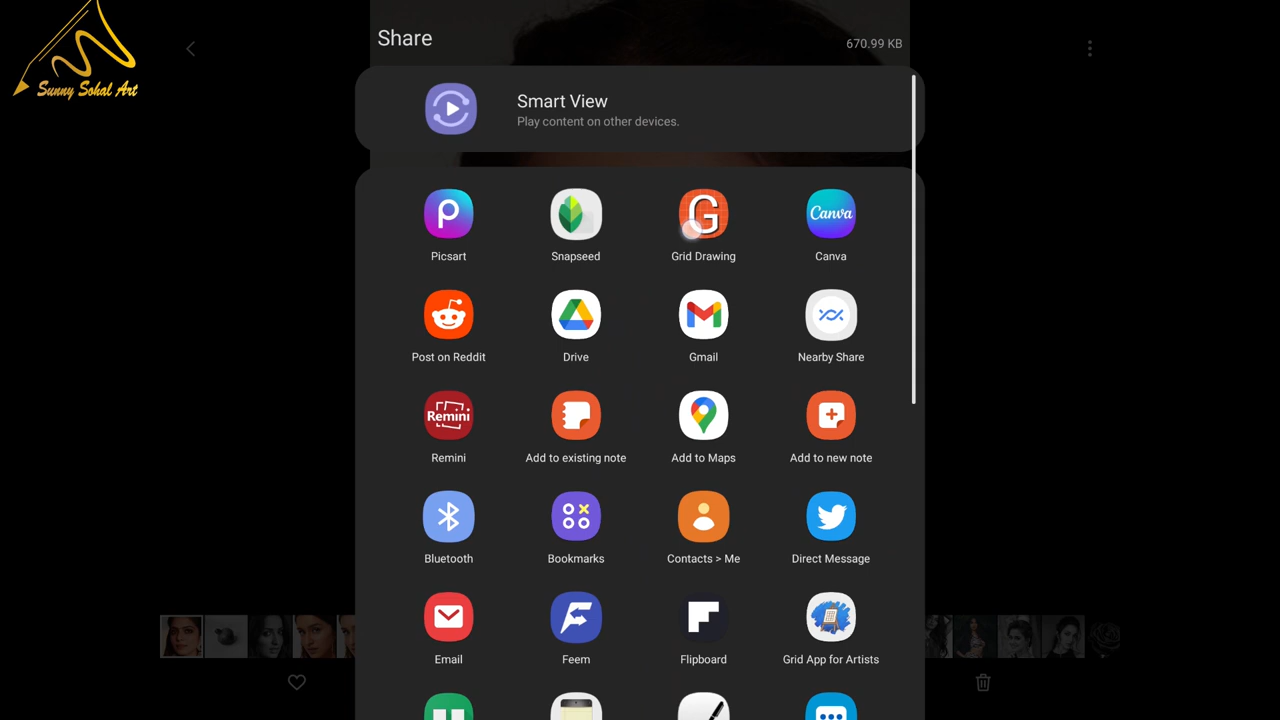 Sunny Sohal Art
Share
670.99 KB
Smart View
Play content on other devices.
Canva
Picsart
Snapseed
Grid Drawing
Canva
Post on Reddit
Drive
Gmail
Nearby Share
Remini
Remini
Add to existing note
Add to Maps
Add to new note
Bluetooth
Bookmarks
Contacts > Me
Direct Message
Email
Feem
Flipboard
Grid App for Artists